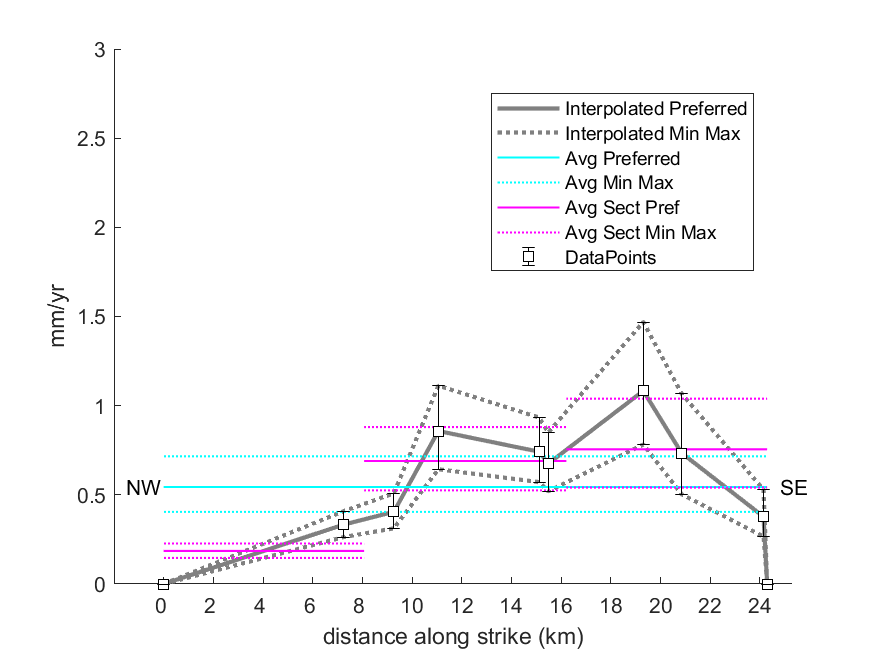 3
2.5
2
1.5
1
0.5
0
mm/yr
Interpolated Preferred
Interpolated Min Max
Avg Preferred
Avg Min Max
Avg Sect Pref
Avg Sect Min Max
DataPoints
NW
SE
0 2 4 6 8 10 12 14 16 18 20 22 24
distance along strike (km)